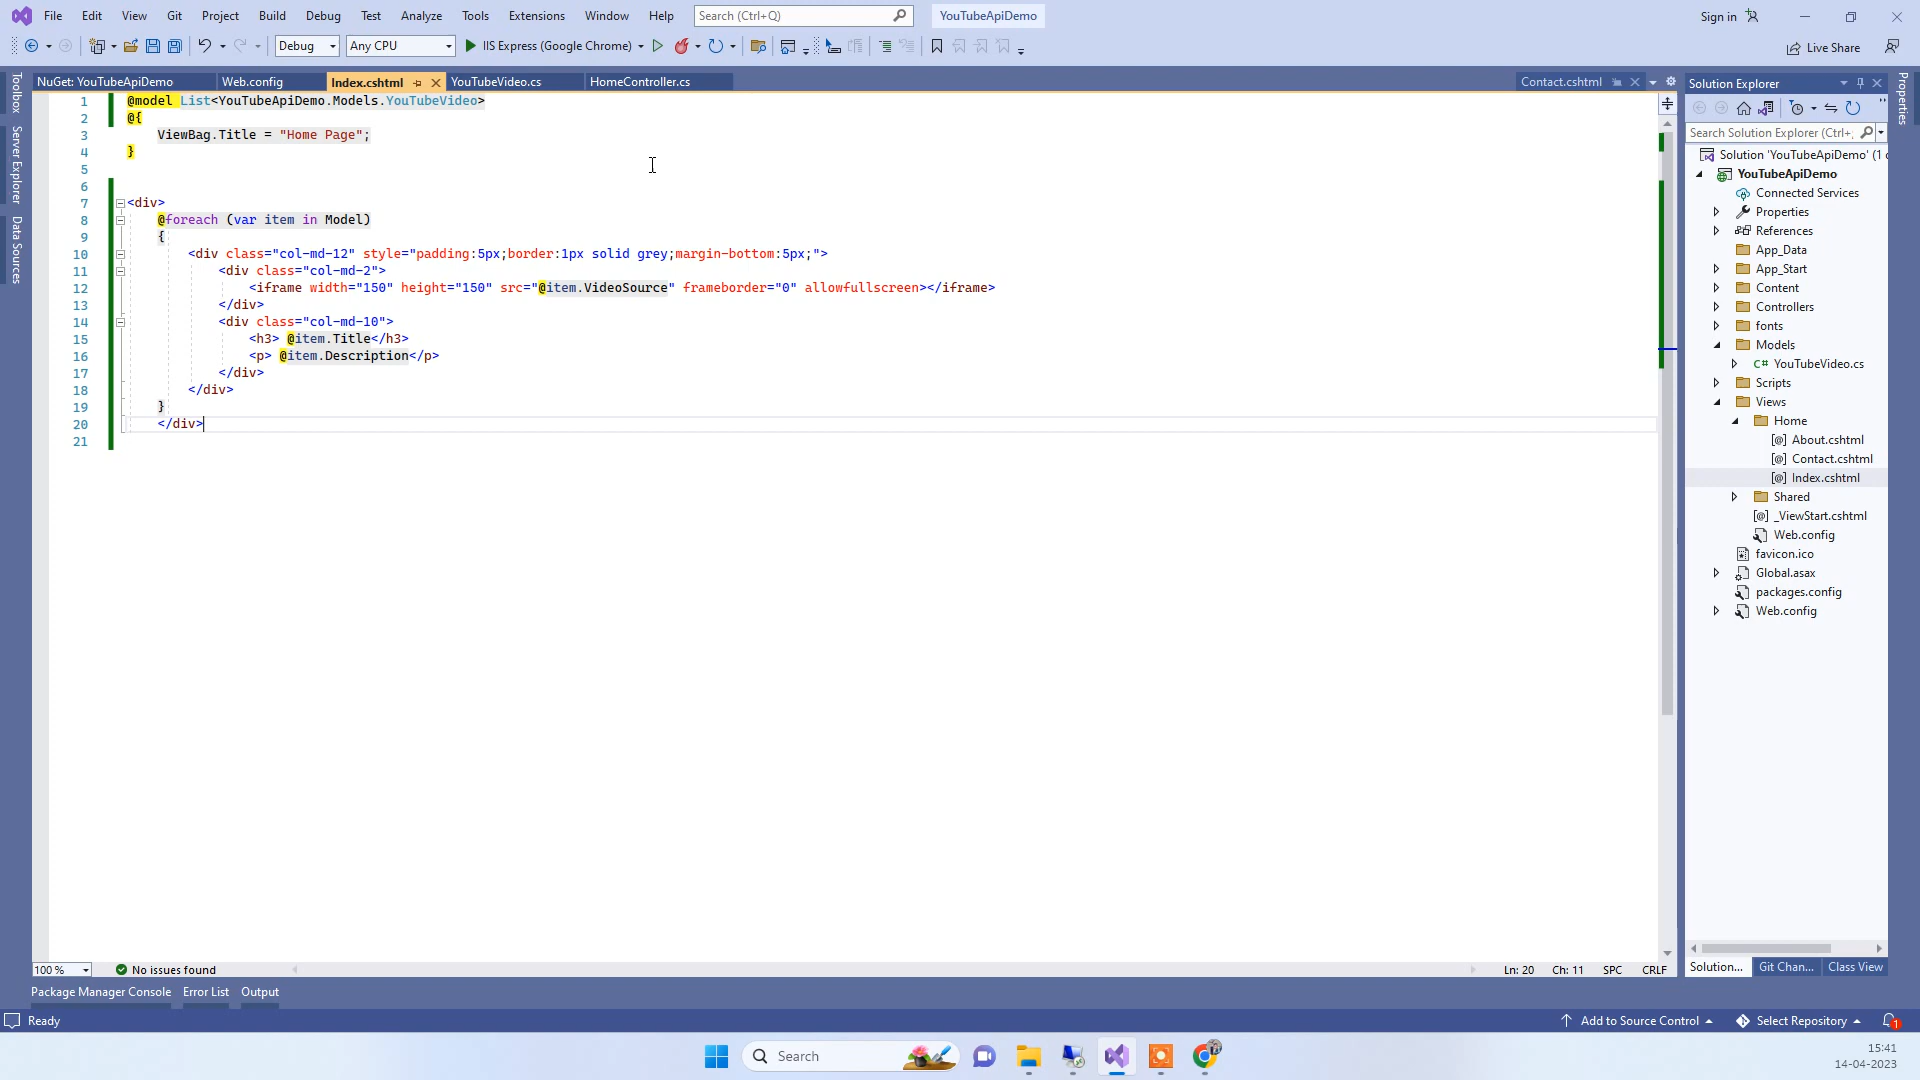 File Edit View Git Project Build Debug Test Analyze Tools Extensions Window Help Search (Ctrl+Q) YouTubeApiDemo Sign in
Debug Any CPU IIS Express (Google Chrome) Live Share
NuGet: YouTubeApiDemo Web.config Index.cshtml YouTubeVideo.cs HomeController.cs Contact.cshtml
1 @model List<YouTubeApiDemo.Models.YouTubeVideo>
2 @{
3 ViewBag.Title = "Home Page";
4 }
5
6
7 <div>
8 @foreach (var item in Model)
9 {
10 <div class="col-md-12" style="padding:5px;border:1px solid grey;margin-bottom:5px;">
11 <div class="col-md-2">
12 <iframe width="150" height="150" src="@item.VideoSource" frameborder="0" allowfullscreen></iframe>
13 </div>
14 <div class="col-md-10">
15 <h3> @item.Title</h3>
16 <p> @item.Description</p>
17 </div>
18 </div>
19 }
20 </div>
21
Toolbox
Server Explorer
Data Sources
Solution Explorer
Search Solution Explorer (Ctrl+;
Solution 'YouTubeApiDemo' (1
YouTubeApiDemo
Connected Services
Properties
References
App_Data
App_Start
Content
Controllers
fonts
Models
C# YouTubeVideo.cs
Scripts
Views
Home
[@] About.cshtml
[@] Contact.cshtml
[@] Index.cshtml
Shared
[@] _ViewStart.cshtml
Web.config
favicon.ico
Global.asax
packages.config
Web.config
Properties
100 % No issues found Ln: 20 Ch: 11 SPC CRLF
Solution... Git Chan... Class View
Package Manager Console Error List Output
Ready Add to Source Control Select Repository 1
Search
15:41
14-04-2023